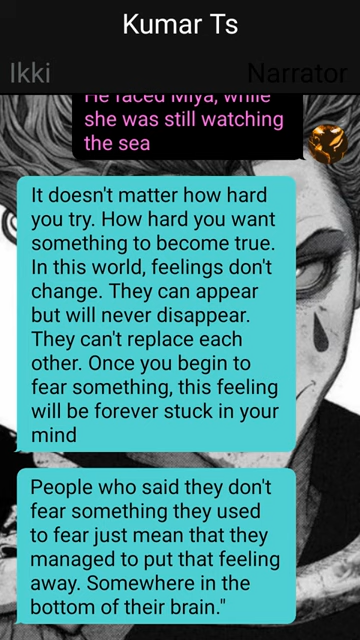 Kumar Ts
Ikki
Narrator
He faced Miya, while
she was still watching
the sea
It doesn't matter how hard
you try. How hard you want
something to become true.
In this world, feelings don't
change. They can appear
but will never disappear.
They can't replace each
other. Once you begin to
fear something, this feeling
will be forever stuck in your
mind
People who said they don't
fear something they used
to fear just mean that they
managed to put that feeling
away. Somewhere in the
bottom of their brain."